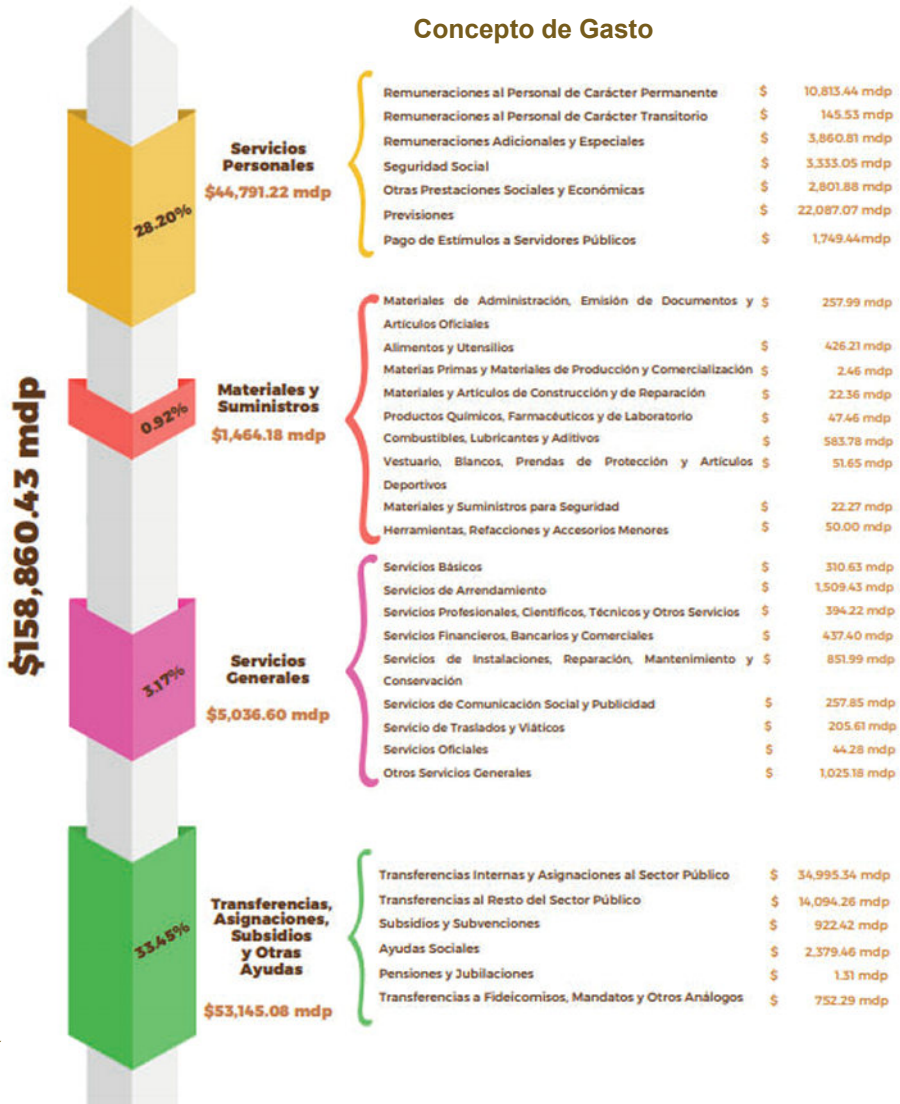 Concepto de Gasto
$158,860.43 mdp
28.20%
Servicios
Personales
$44,791.22 mdp
Remuneraciones al Personal de Carácter Permanente $ 10,813.44 mdp
Remuneraciones al Personal de Carácter Transitorio $ 145.53 mdp
Remuneraciones Adicionales y Especiales $ 3,860.81 mdp
Seguridad Social $ 3,333.05 mdp
Otras Prestaciones Sociales y Económicas $ 2,801.88 mdp
Previsiones $ 22,087.07 mdp
Pago de Estímulos a Servidores Públicos $ 1,749.44mdp
0.92%
Materiales y
Suministros
$1,464.18 mdp
Materiales de Administración, Emisión de Documentos y $ 257.99 mdp
Artículos Oficiales
Alimentos y Utensilios $ 426.21 mdp
Materias Primas y Materiales de Producción y Comercialización $ 2.46 mdp
Materiales y Artículos de Construcción y de Reparación $ 22.36 mdp
Productos Químicos, Farmacéuticos y de Laboratorio $ 47.46 mdp
Combustibles, Lubricantes y Aditivos $ 583.78 mdp
Vestuario, Blancos, Prendas de Protección y Artículos $ 51.65 mdp
Deportivos
Materiales y Suministros para Seguridad $ 22.27 mdp
Herramientas, Refacciones y Accesorios Menores $ 50.00 mdp
3.17%
Servicios
Generales
$5,036.60 mdp
Servicios Básicos $ 310.63 mdp
Servicios de Arrendamiento $ 1,509.43 mdp
Servicios Profesionales, Científicos, Técnicos y Otros Servicios $ 394.22 mdp
Servicios Financieros, Bancarios y Comerciales $ 437.40 mdp
Servicios de Instalaciones, Reparación, Mantenimiento y $ 851.99 mdp
Conservación
Servicios de Comunicación Social y Publicidad $ 257.85 mdp
Servicio de Traslados y Viáticos $ 205.61 mdp
Servicios Oficiales $ 44.28 mdp
Otros Servicios Generales $ 1,025.18 mdp
33.45%
Transferencias,
Asignaciones,
Subsidios
y Otras
Ayudas
$53,145.08 mdp
Transferencias Internas y Asignaciones al Sector Público $ 34,995.34 mdp
Transferencias al Resto del Sector Público $ 14,094.26 mdp
Subsidios y Subvenciones $ 922.42 mdp
Ayudas Sociales $ 2,379.46 mdp
Pensiones y Jubilaciones $ 1.31 mdp
Transferencias a Fideicomisos, Mandatos y Otros Análogos $ 752.29 mdp